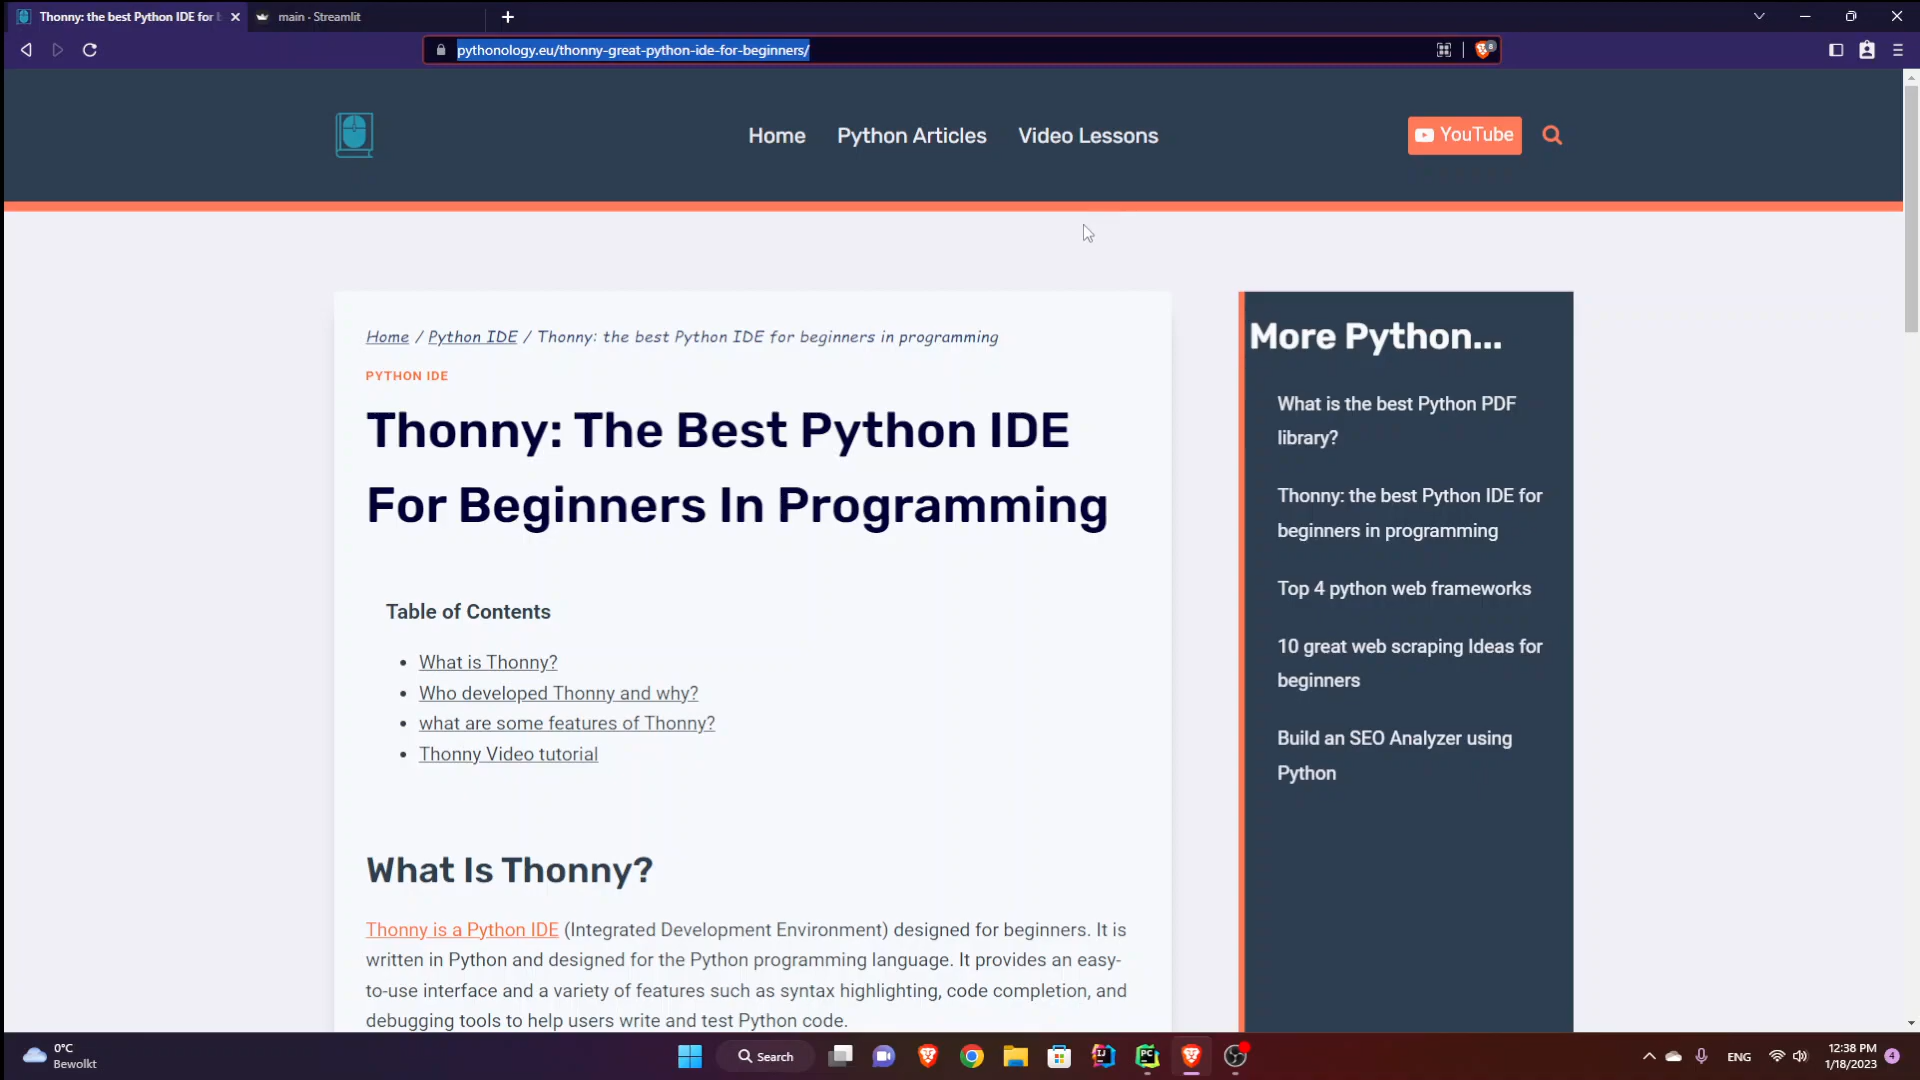 Thonny: the best Python IDE for b
main · Streamlit
pythonology.eu/thonny-great-python-ide-for-beginners/
8
Home
Python Articles
Video Lessons
YouTube
Home / Python IDE / Thonny: the best Python IDE for beginners in programming
PYTHON IDE
Thonny: The Best Python IDE
For Beginners In Programming
Table of Contents
What is Thonny?
Who developed Thonny and why?
what are some features of Thonny?
Thonny Video tutorial
What Is Thonny?
Thonny is a Python IDE (Integrated Development Environment) designed for beginners. It is
written in Python and designed for the Python programming language. It provides an easy-
to-use interface and a variety of features such as syntax highlighting, code completion, and
debugging tools to help users write and test Python code.
More Python...
What is the best Python PDF
library?
Thonny: the best Python IDE for
beginners in programming
Top 4 python web frameworks
10 great web scraping Ideas for
beginners
Build an SEO Analyzer using
Python
0°C
Bewolkt
Search
IJ
PC
ENG
12:38 PM
1/18/2023
4